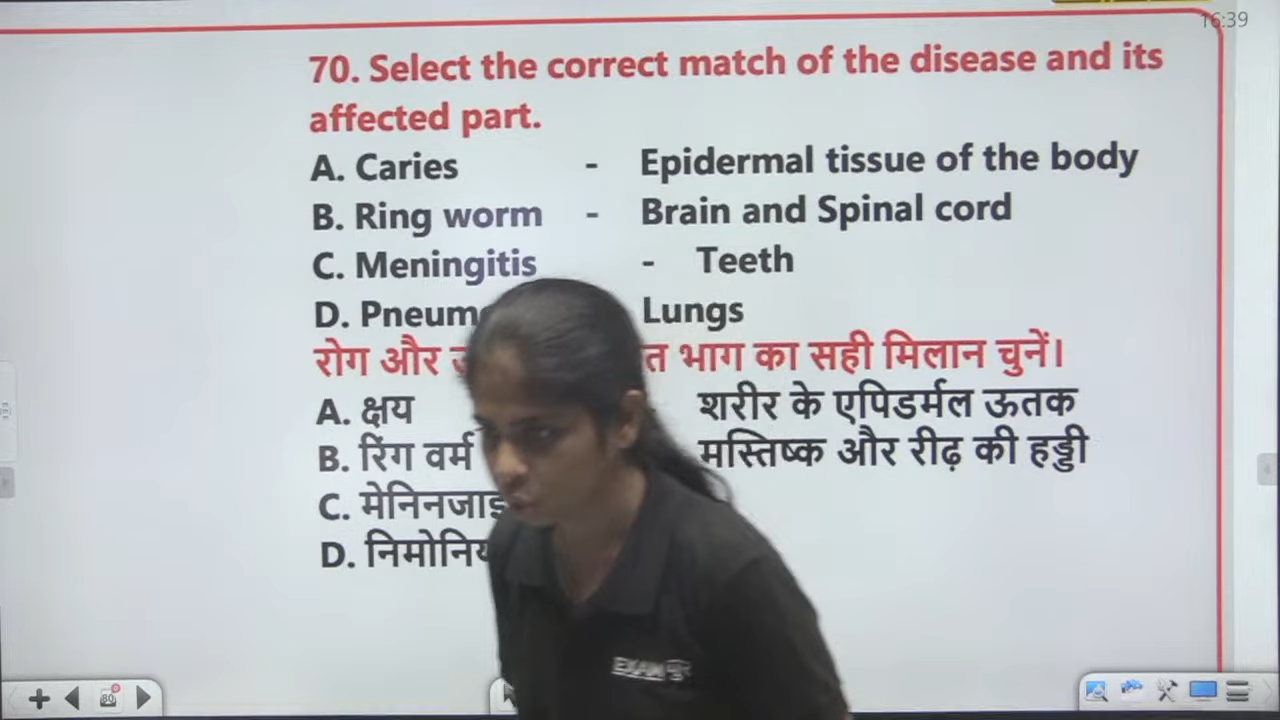 16:39
70. Select the correct match of the disease and its
affected part.
A. Caries - Epidermal tissue of the body
B. Ring worm - Brain and Spinal cord
C. Meningitis - Teeth
D. Lungs
रोग और भाग का सही मिलान चुनें।
A. क्षय शरीर के एपिडर्मल ऊतक
B. रिंग वर्म मस्तिष्क और रीढ़ की हड्डी
C.
D.
80
EXAM पुर